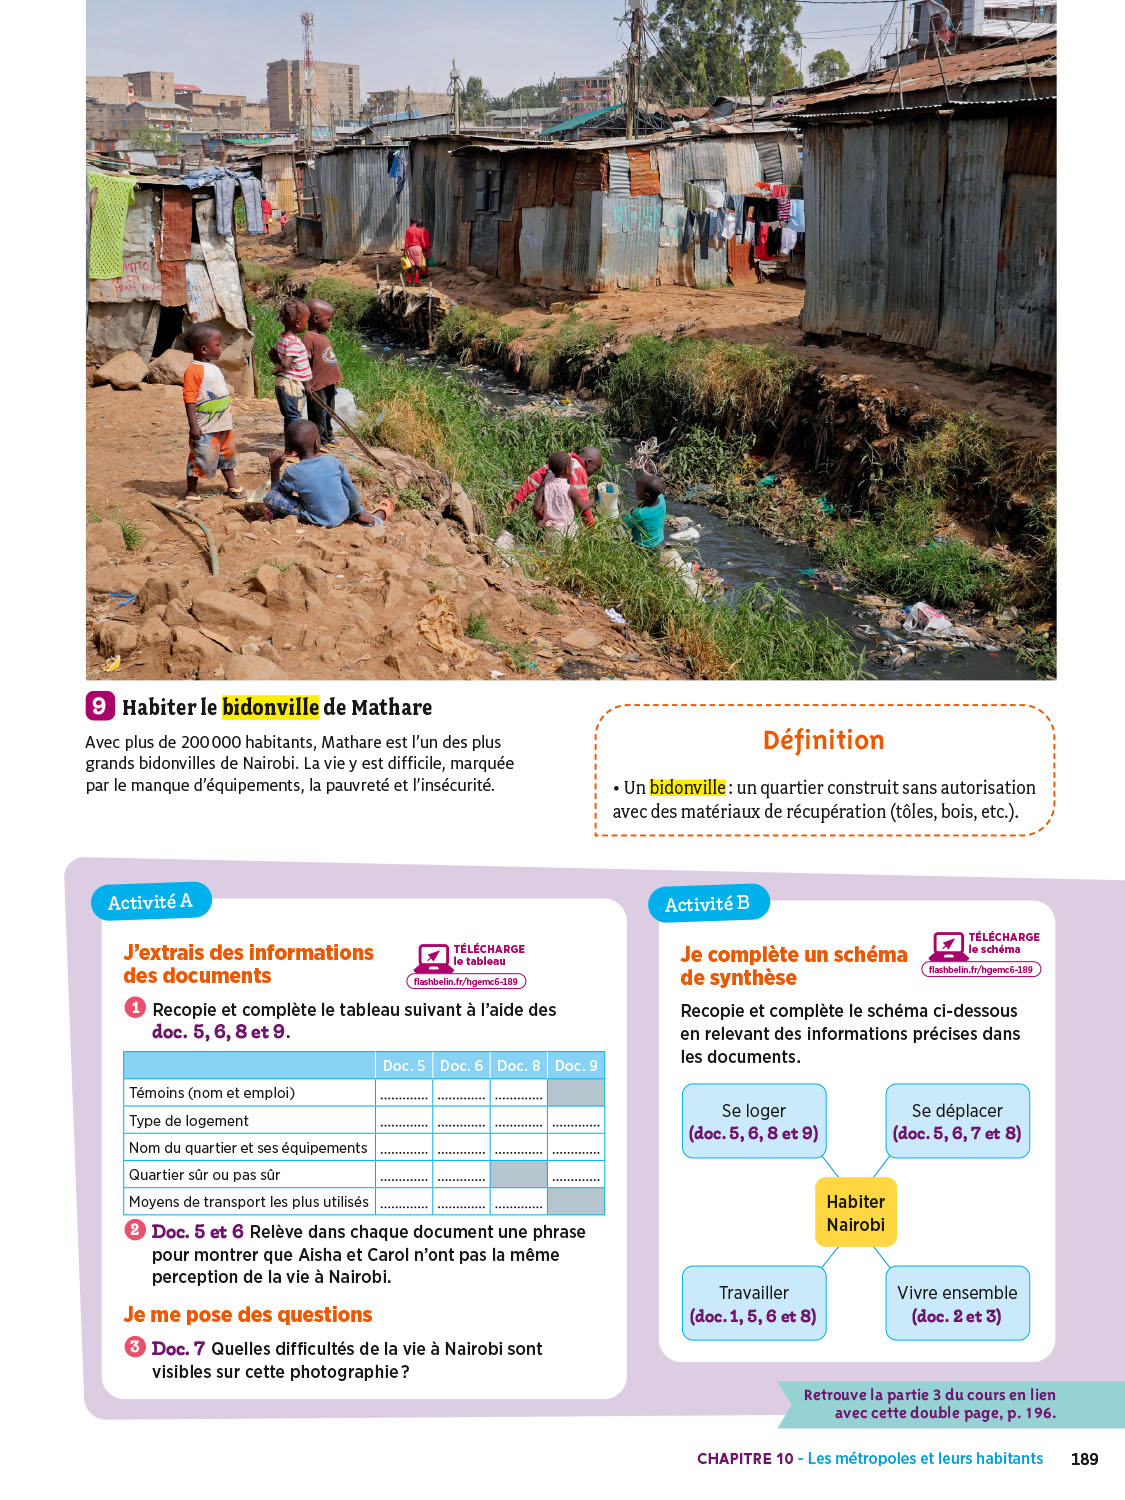 9 Habiter le bidonville de Mathare
Avec plus de 200 000 habitants, Mathare est l'un des plus
grands bidonvilles de Nairobi. La vie y est difficile, marquée
par le manque d'équipements, la pauvreté et l'insécurité.
Définition
• Un bidonville : un quartier construit sans autorisation
avec des matériaux de récupération (tôles, bois, etc.).
Activité A
J'extrais des informations
des documents
TÉLÉCHARGE
le tableau
flashbelin.fr/hgemc6-189
1 Recopie et complète le tableau suivant à l'aide des
doc. 5, 6, 8 et 9.
Doc. 5 Doc. 6 Doc. 8 Doc. 9
Témoins (nom et emploi) ............. ............. .............
Type de logement ............. ............. ............. .............
Nom du quartier et ses équipements ............. ............. ............. .............
Quartier sûr ou pas sûr ............. ............. .............
Moyens de transport les plus utilisés ............. ............. .............
2 Doc. 5 et 6 Relève dans chaque document une phrase
pour montrer que Aisha et Carol n'ont pas la même
perception de la vie à Nairobi.
Je me pose des questions
3 Doc. 7 Quelles difficultés de la vie à Nairobi sont
visibles sur cette photographie ?
Activité B
Je complète un schéma
de synthèse
TÉLÉCHARGE
le schéma
flashbelin.fr/hgemc6-189
Recopie et complète le schéma ci-dessous
en relevant des informations précises dans
les documents.
Se loger
(doc. 5, 6, 8 et 9)
Se déplacer
(doc. 5, 6, 7 et 8)
Habiter
Nairobi
Travailler
(doc. 1, 5, 6 et 8)
Vivre ensemble
(doc. 2 et 3)
Retrouve la partie 3 du cours en lien
avec cette double page, p. 196.
CHAPITRE 10 - Les métropoles et leurs habitants 189